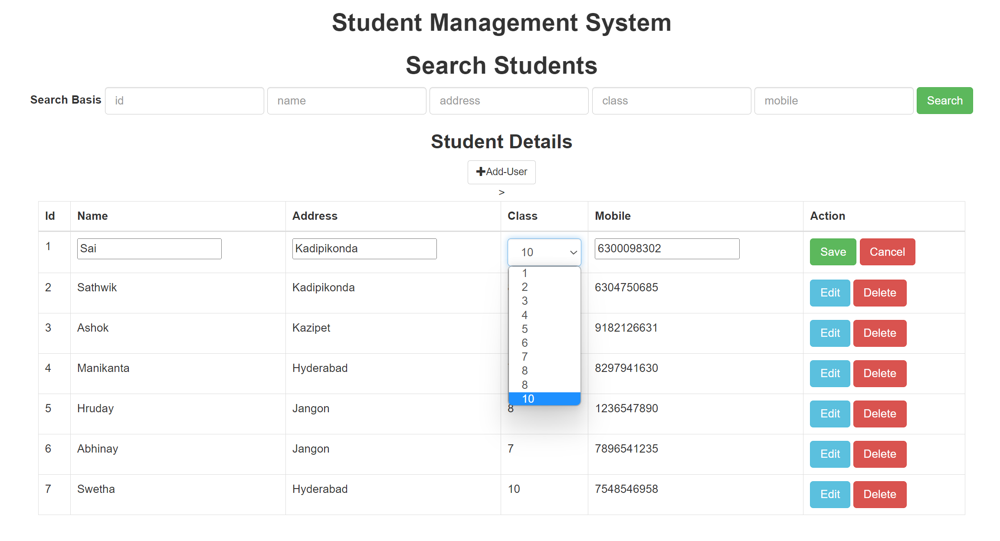 Student Management System
Search Students
Search Basis id name address class mobile Search
Student Details
Add-User
>
Id Name Address Class Mobile Action
1 Sai Kadipikonda 10 6300098302 Save Cancel
1
2
3
4
5
6
7
8
8
10
2 Sathwik Kadipikonda 6304750685 Edit Delete
3 Ashok Kazipet 9182126631 Edit Delete
4 Manikanta Hyderabad 8297941630 Edit Delete
5 Hruday Jangon 8 1236547890 Edit Delete
6 Abhinay Jangon 7 7896541235 Edit Delete
7 Swetha Hyderabad 10 7548546958 Edit Delete